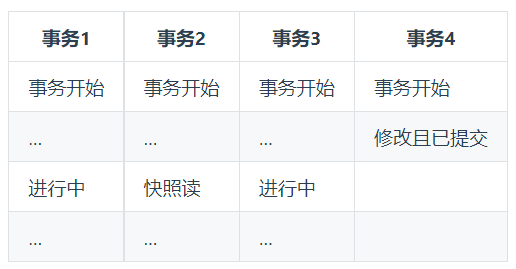 事务1 事务2 事务3 事务4
事务开始 事务开始 事务开始 事务开始
... ... ... 修改且已提交
进行中 快照读 进行中
... ... ...